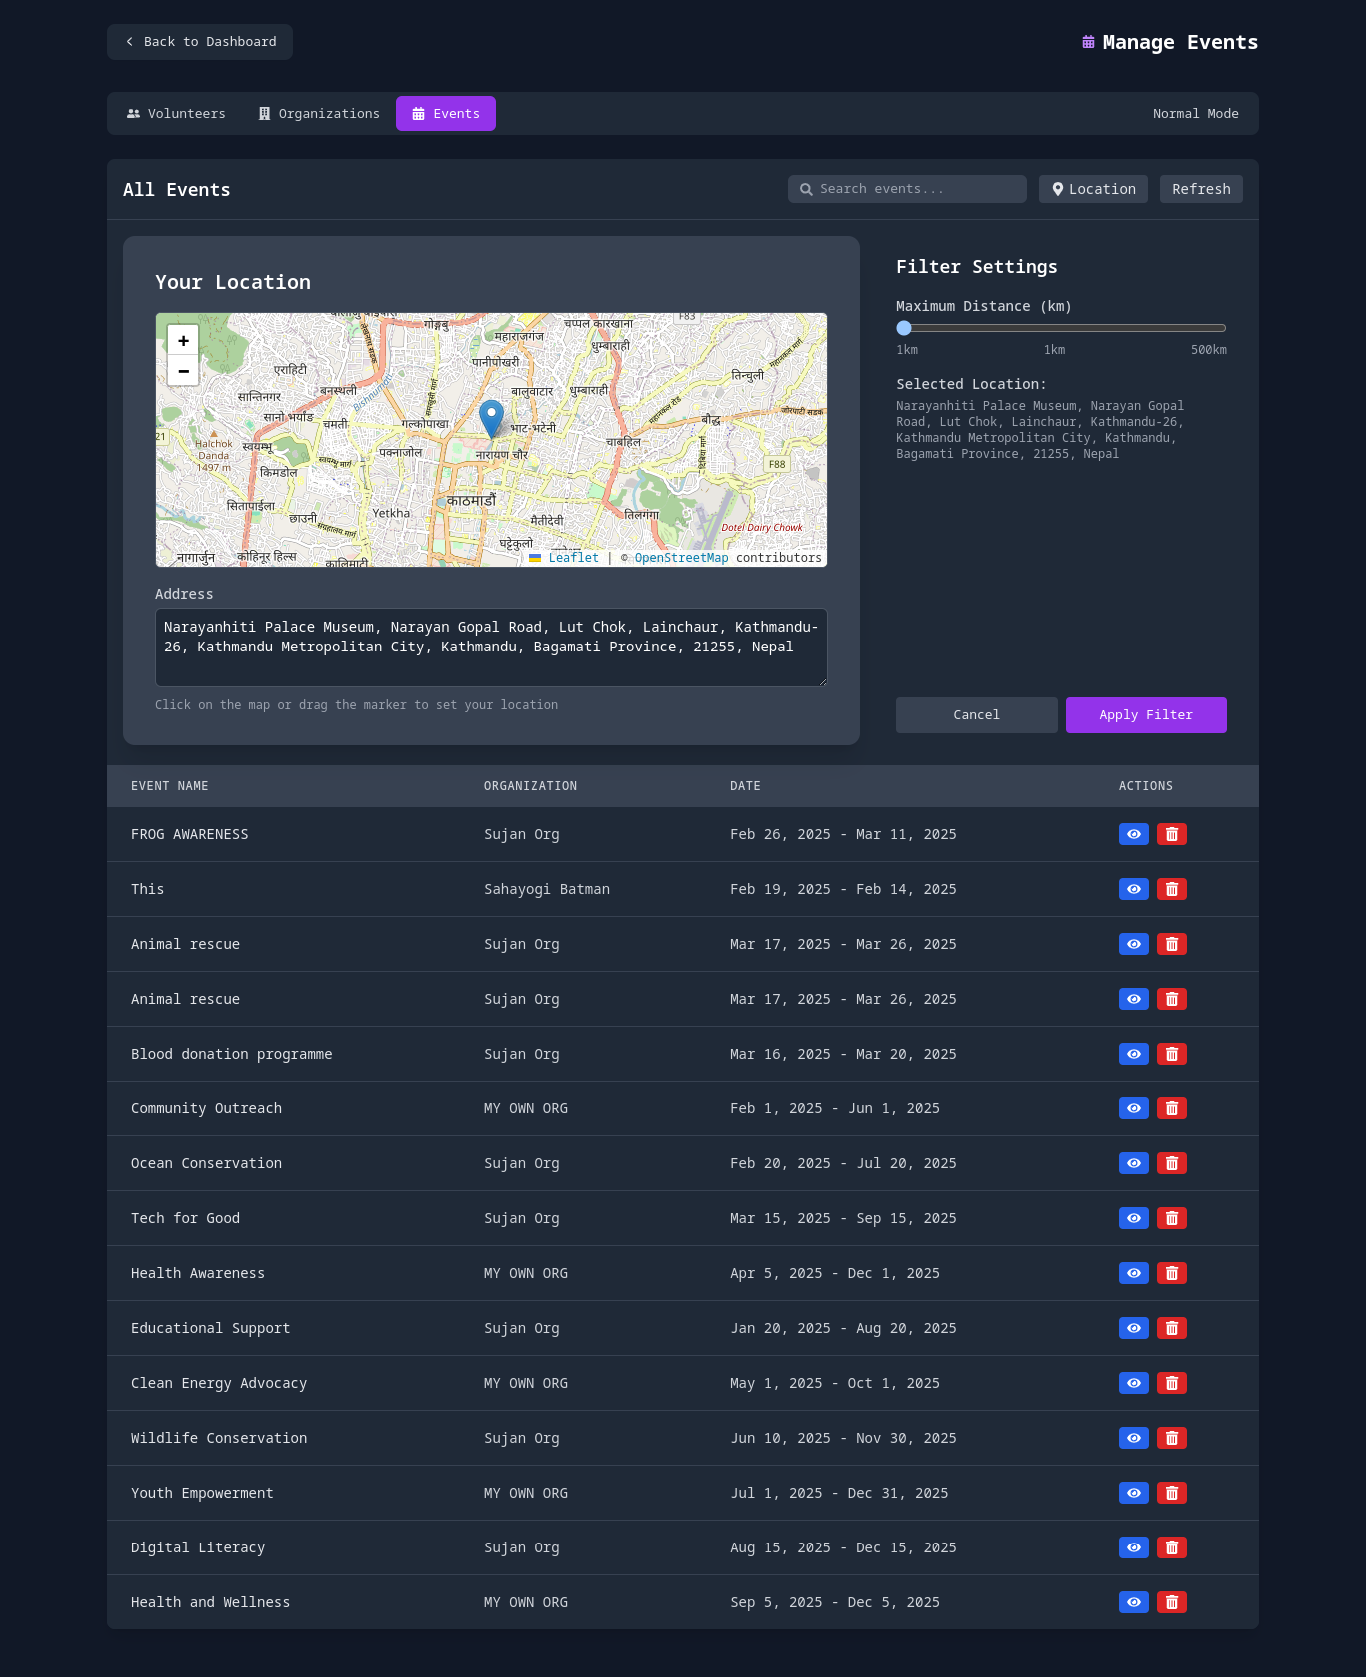 Back to Dashboard
Manage Events
Volunteers
Organizations
Events
Normal Mode
All Events
Search events...
Location
Refresh
Your Location
+
−
गोंगबु
चप्पल कारखाना
F83
महाराजगंज
धुम्बाराही
पानीपोखरी
एराहिटी
तिन्चुली
बनस्थली
बालुवाटार
धुम्बाराही
सान्तिनगर
Bishnumati
सानो भर्याङ
चमती
गल्कोपाखा
भाट-भटेनी
बौद्ध
जोरपाटी सडक
21
Halchok
Danda
1497 m
स्वयम्भू
पक्नाजोल
नारायण चौर
चाबहिल
किमडोल
F88
काठमाडौं
सितापाईला
छाउनी
Yetkha
मैतीदेवी
तिलगंगा
Dotel Dairy Chowk
घट्टेकुलो
नागार्जुन
कोहिनूर हिल्स
कालिमाटी
Leaflet | © OpenStreetMap contributors
Address
Narayanhiti Palace Museum, Narayan Gopal Road, Lut Chok, Lainchaur, Kathmandu-
26, Kathmandu Metropolitan City, Kathmandu, Bagamati Province, 21255, Nepal
Click on the map or drag the marker to set your location
Filter Settings
Maximum Distance (km)
1km 1km 500km
Selected Location:
Narayanhiti Palace Museum, Narayan Gopal
Road, Lut Chok, Lainchaur, Kathmandu-26,
Kathmandu Metropolitan City, Kathmandu,
Bagamati Province, 21255, Nepal
Cancel
Apply Filter
EVENT NAME ORGANIZATION DATE ACTIONS
FROG AWARENESS Sujan Org Feb 26, 2025 - Mar 11, 2025
This Sahayogi Batman Feb 19, 2025 - Feb 14, 2025
Animal rescue Sujan Org Mar 17, 2025 - Mar 26, 2025
Animal rescue Sujan Org Mar 17, 2025 - Mar 26, 2025
Blood donation programme Sujan Org Mar 16, 2025 - Mar 20, 2025
Community Outreach MY OWN ORG Feb 1, 2025 - Jun 1, 2025
Ocean Conservation Sujan Org Feb 20, 2025 - Jul 20, 2025
Tech for Good Sujan Org Mar 15, 2025 - Sep 15, 2025
Health Awareness MY OWN ORG Apr 5, 2025 - Dec 1, 2025
Educational Support Sujan Org Jan 20, 2025 - Aug 20, 2025
Clean Energy Advocacy MY OWN ORG May 1, 2025 - Oct 1, 2025
Wildlife Conservation Sujan Org Jun 10, 2025 - Nov 30, 2025
Youth Empowerment MY OWN ORG Jul 1, 2025 - Dec 31, 2025
Digital Literacy Sujan Org Aug 15, 2025 - Dec 15, 2025
Health and Wellness MY OWN ORG Sep 5, 2025 - Dec 5, 2025